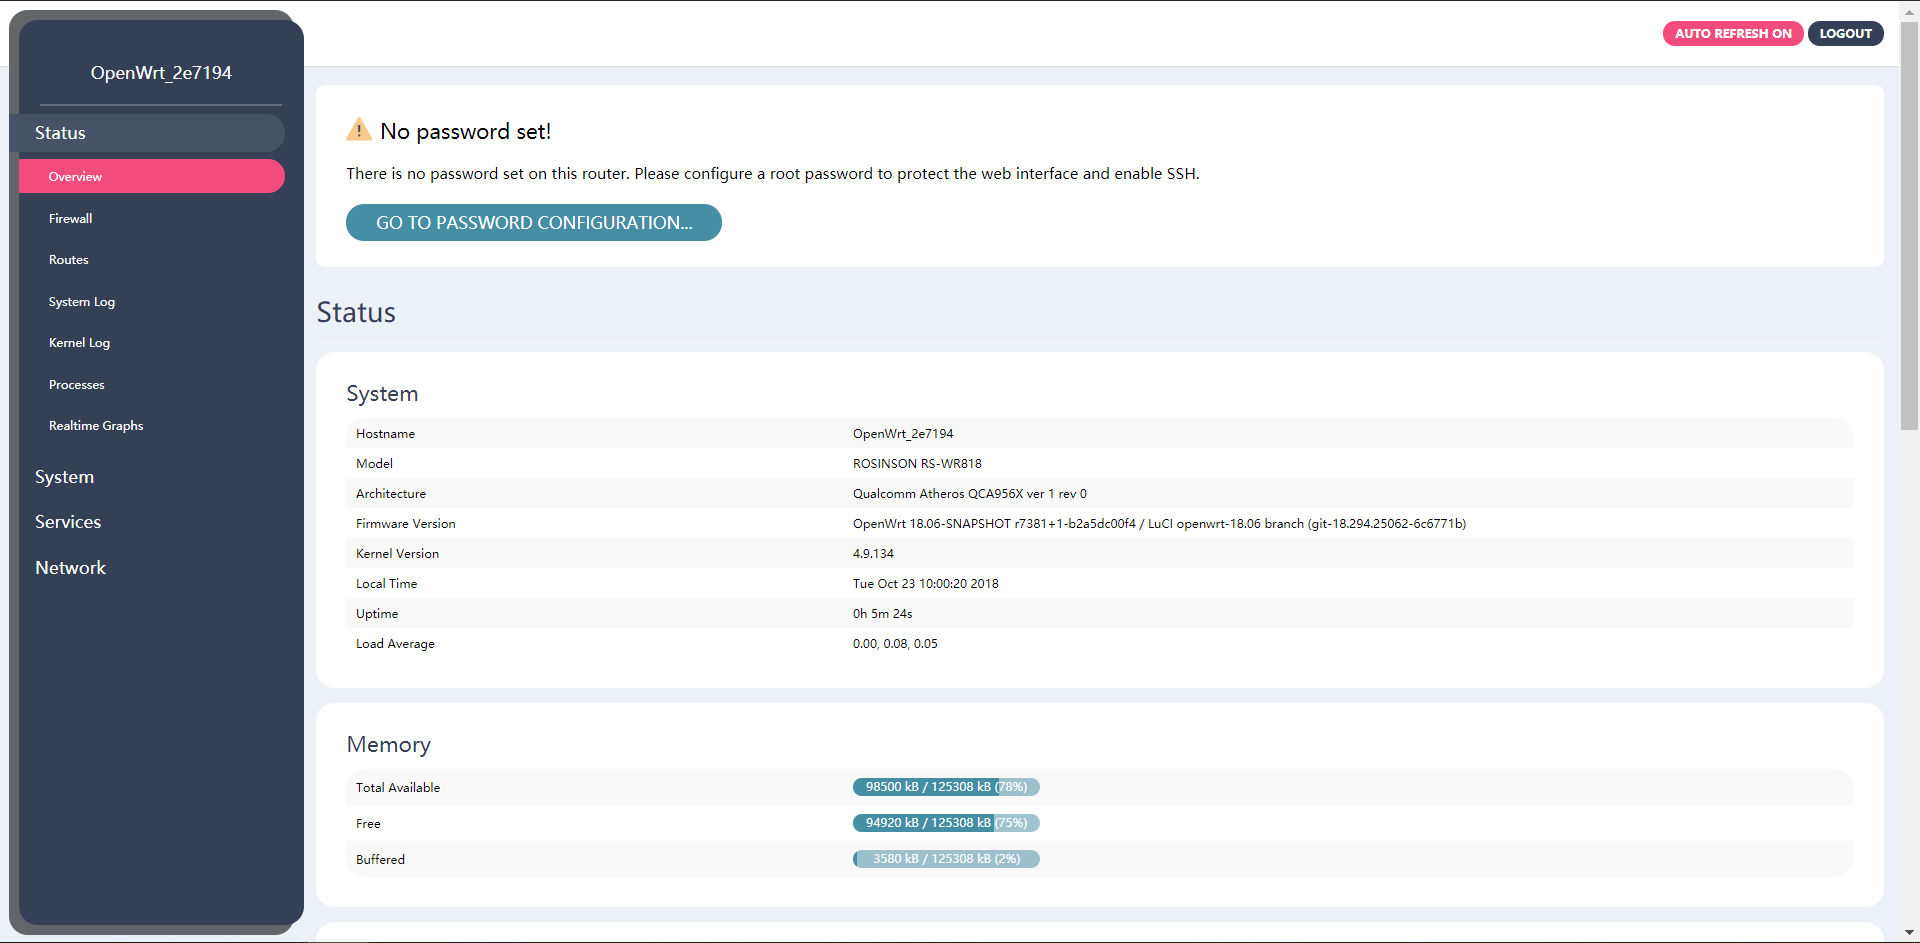 AUTO REFRESH ON LOGOUT
OpenWrt_2e7194
Status
Overview
Firewall
Routes
System Log
Kernel Log
Processes
Realtime Graphs
System
Services
Network
No password set!
There is no password set on this router. Please configure a root password to protect the web interface and enable SSH.
GO TO PASSWORD CONFIGURATION...
Status
System
Hostname OpenWrt_2e7194
Model ROSINSON RS-WR818
Architecture Qualcomm Atheros QCA956X ver 1 rev 0
Firmware Version OpenWrt 18.06-SNAPSHOT r7381+1-b2a5dc00f4 / LuCI openwrt-18.06 branch (git-18.294.25062-6c6771b)
Kernel Version 4.9.134
Local Time Tue Oct 23 10:00:20 2018
Uptime 0h 5m 24s
Load Average 0.00, 0.08, 0.05
Memory
Total Available 98500 kB / 125308 kB (78%)
Free 94920 kB / 125308 kB (75%)
Buffered 3580 kB / 125308 kB (2%)